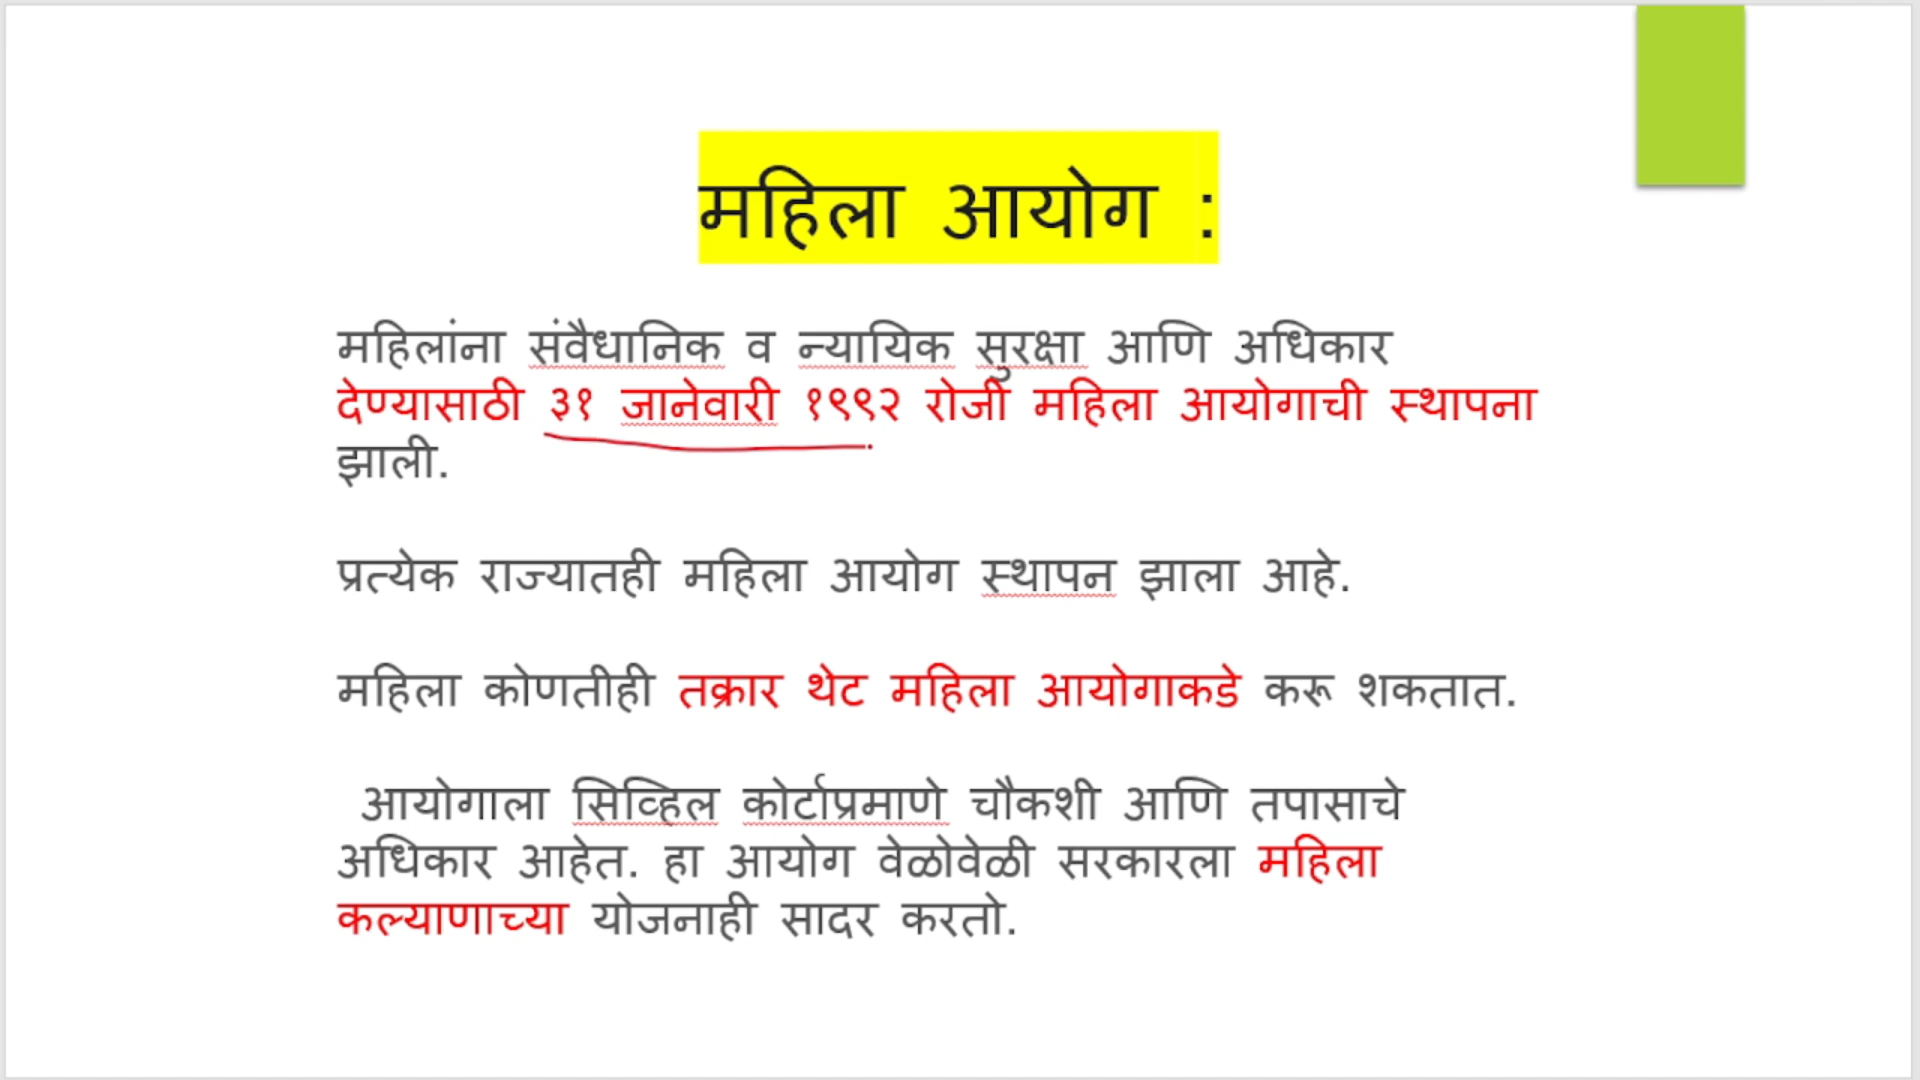 महिला आयोग :
महिलांना संवैधानिक व न्यायिक सुरक्षा आणि अधिकार
देण्यासाठी ३१ जानेवारी १९९२ रोजी महिला आयोगाची स्थापना
झाली.
प्रत्येक राज्यातही महिला आयोग स्थापन झाला आहे.
महिला कोणतीही तक्रार थेट महिला आयोगाकडे करू शकतात.
आयोगाला सिव्हिल कोर्टाप्रमाणे चौकशी आणि तपासाचे
अधिकार आहेत. हा आयोग वेळोवेळी सरकारला महिला
कल्याणाच्या योजनाही सादर करतो.